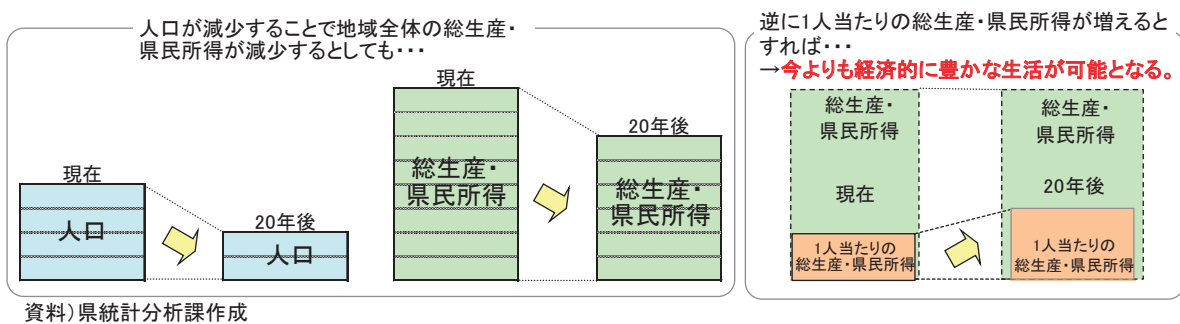 人口が減少することで地域全体の総生産・
県民所得が減少するとしても・・・
現在
人口
20年後
人口
現在
総生産・
県民所得
20年後
総生産・
県民所得
逆に1人当たりの総生産・県民所得が増えると
すれば・・・
→今よりも経済的に豊かな生活が可能となる。
総生産・
県民所得
現在
1人当たりの
総生産・県民所得
総生産・
県民所得
20年後
1人当たりの
総生産・県民所得
資料）県統計分析課作成